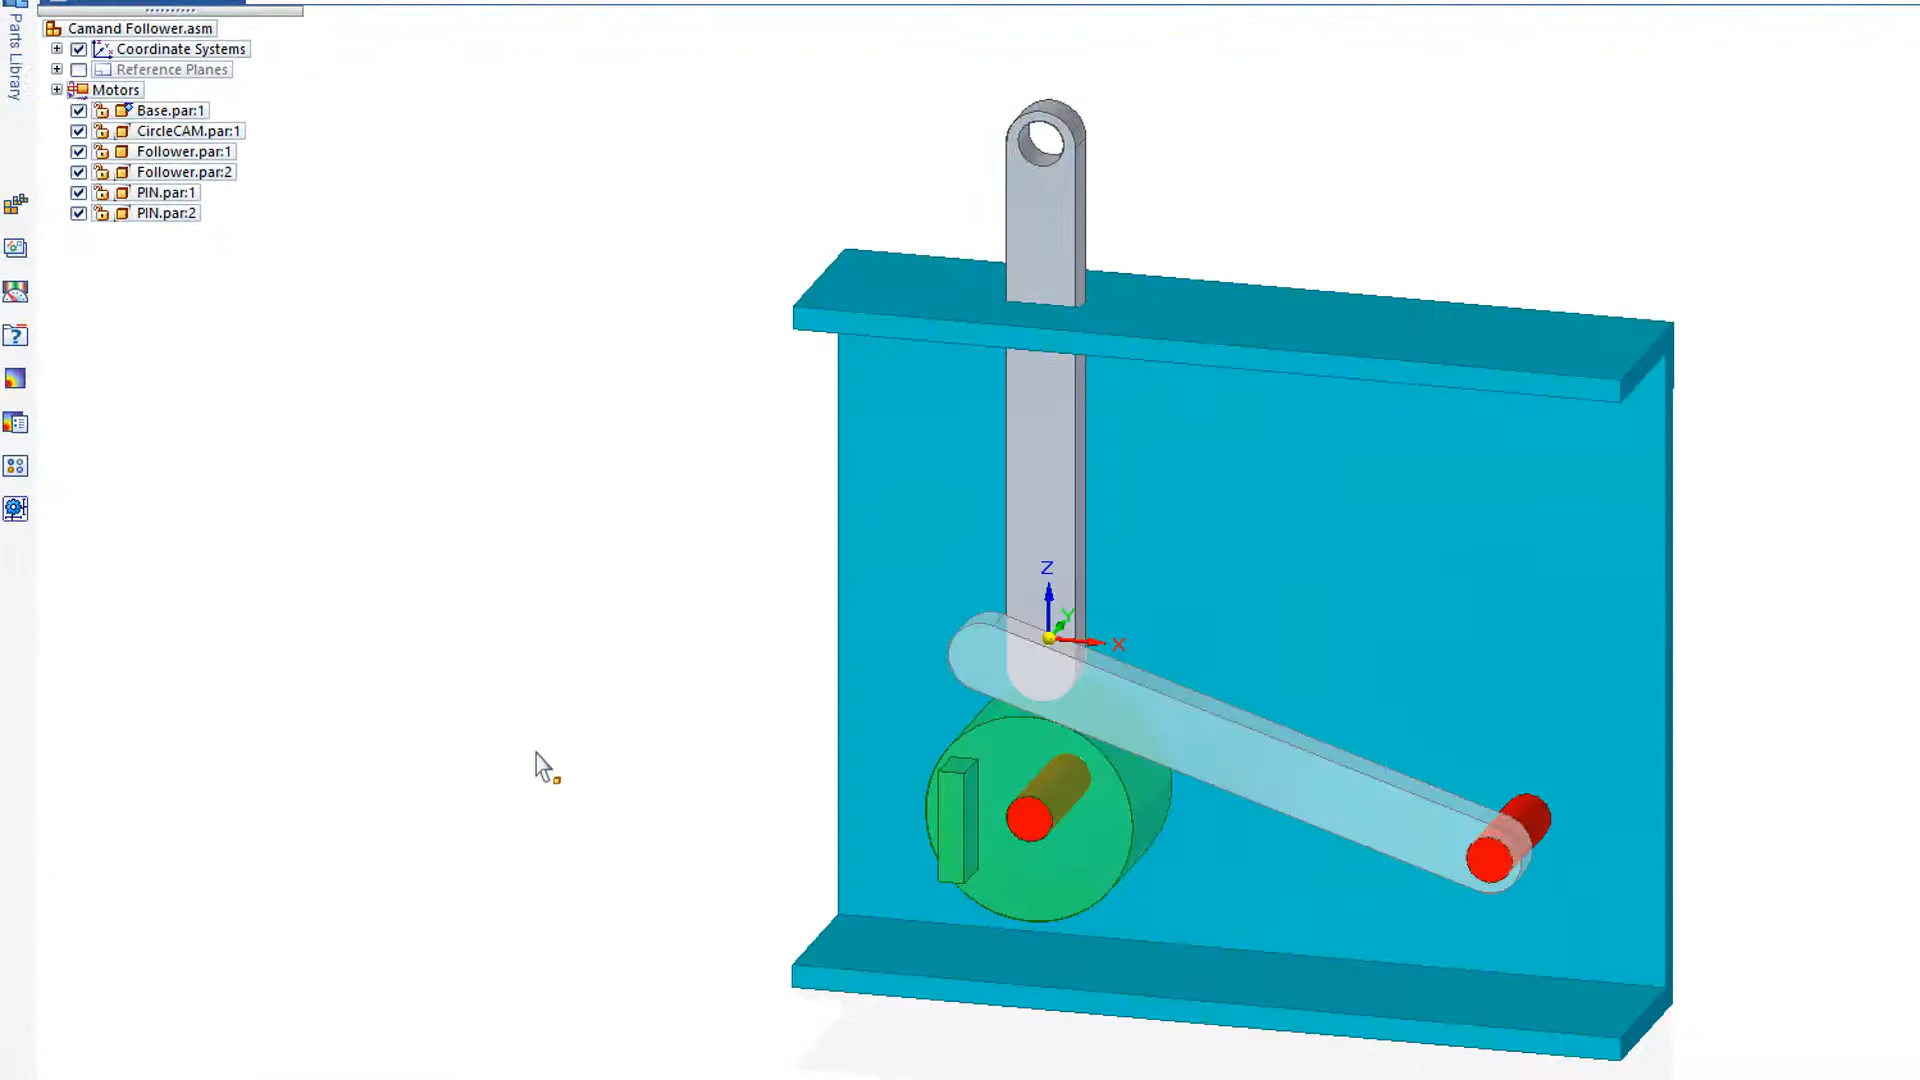 Parts Library
Camand Follower.asm
Coordinate Systems
Reference Planes
Motors
Base.par:1
CircleCAM.par:1
Follower.par:1
Follower.par:2
PIN.par:1
PIN.par:2
Z
Y
X